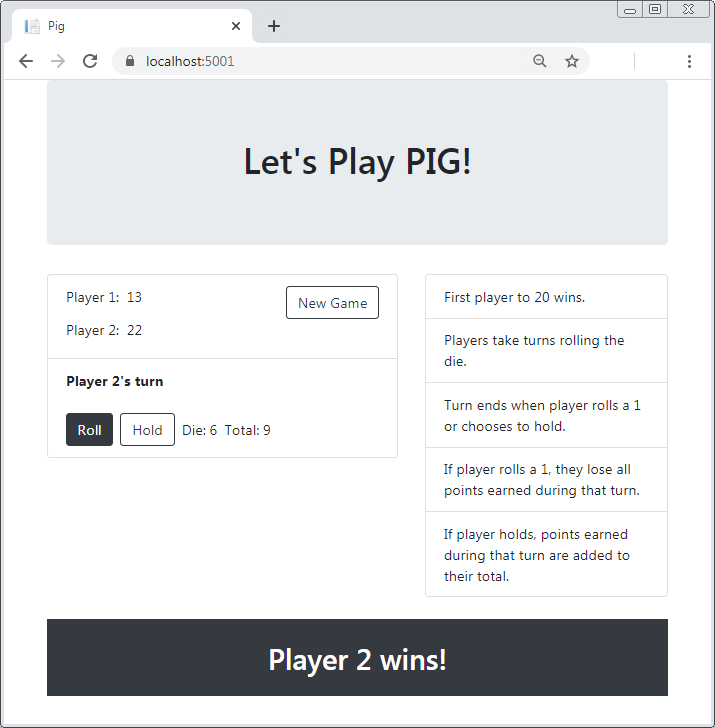 Pig
localhost:5001
Let's Play PIG!
Player 1: 13
New Game
Player 2: 22
Player 2's turn
Roll
Hold
Die: 6 Total: 9
First player to 20 wins.
Players take turns rolling the
die.
Turn ends when player rolls a 1
or chooses to hold.
If player rolls a 1, they lose all
points earned during that turn.
If player holds, points earned
during that turn are added to
their total.
Player 2 wins!